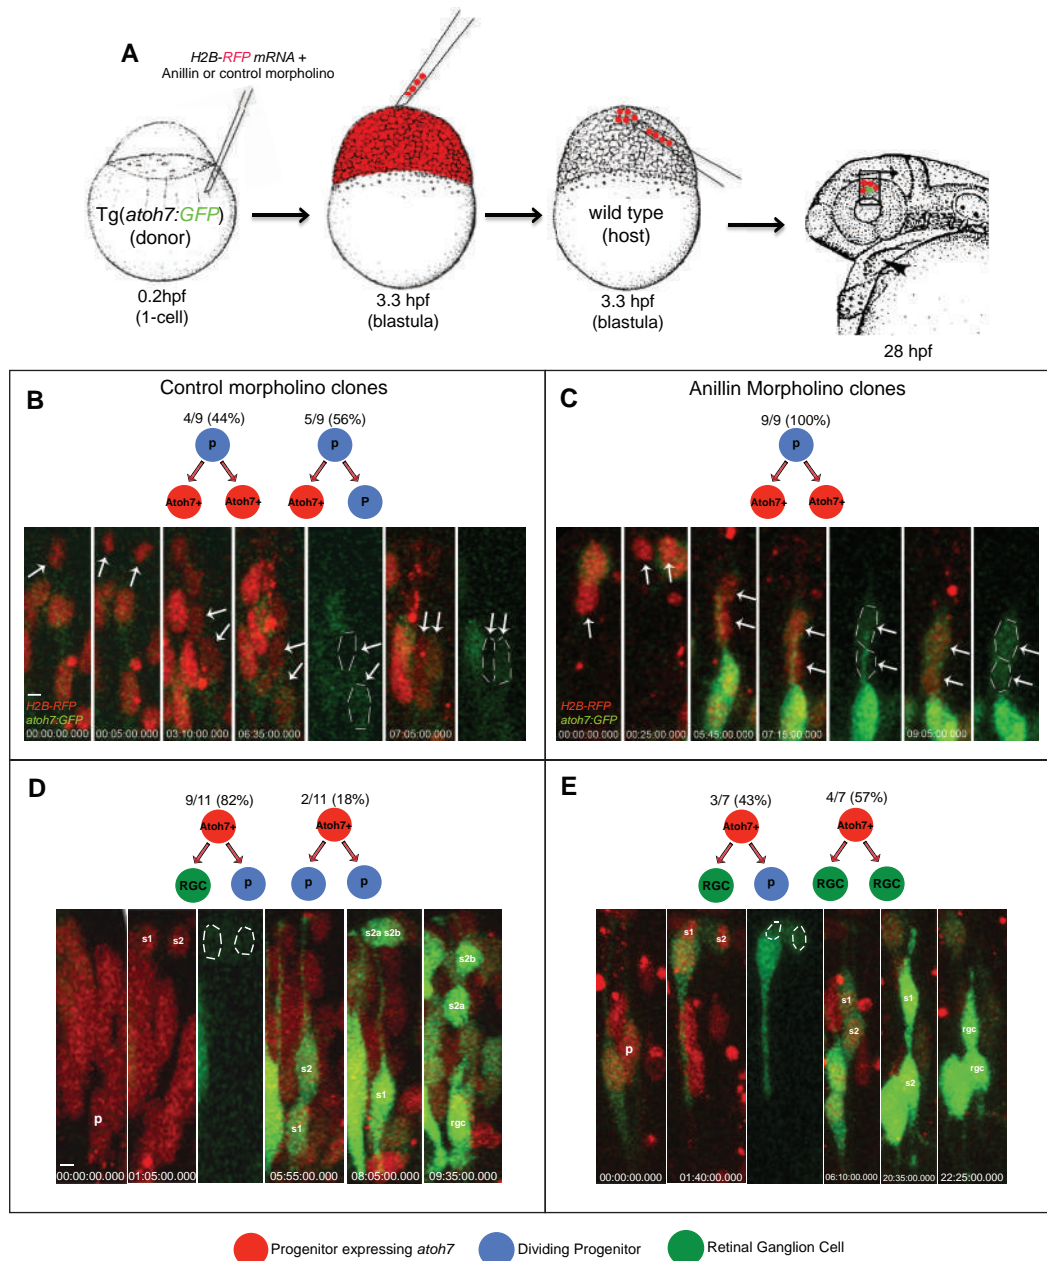 A
H2B-RFP mRNA +
Anillin or control morpholino
Tg(atoh7:GFP)
(donor)
wild type
(host)
0.2hpf
(1-cell)
3.3 hpf
(blastula)
3.3 hpf
(blastula)
28 hpf
B
Control morpholino clones
4/9 (44%)
5/9 (56%)
p
p
Atoh7+
Atoh7+
Atoh7+
P
H2B-RFP
atoh7:GFP
00:00:00.000
00:05:00.000
03:10:00.000
06:35:00.000
07:05:00.000
C
Anillin Morpholino clones
9/9 (100%)
p
Atoh7+
Atoh7+
H2B-RFP
atoh7:GFP
00:00:00.000
00:25:00.000
05:45:00.000
07:15:00.000
09:05:00.000
D
9/11 (82%)
2/11 (18%)
Atoh7+
Atoh7+
RGC
p
p
p
s1
s2
s2a s2b
s2b
s2a
s2
s1
s1
rgc
p
00:00:00.000
01:05:00.000
05:55:00.000
08:05:00.000
09:35:00.000
E
3/7 (43%)
4/7 (57%)
Atoh7+
Atoh7+
RGC
p
RGC
RGC
s1
s2
p
s1
s2
s1
s2
rgc
rgc
00:00:00.000
01:40:00.000
06:10:00.000
20:35:00.000
22:25:00.000
Progenitor expressing atoh7
Dividing Progenitor
Retinal Ganglion Cell